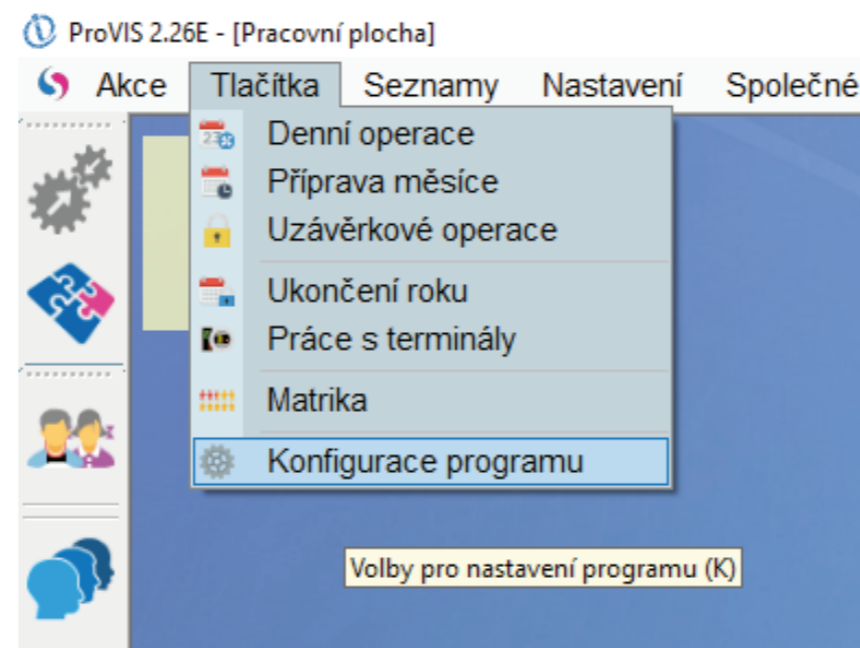 ProVIS 2.26E - [Pracovní plocha]
Akce Tlačítka Seznamy Nastavení Společné
Denní operace
Příprava měsíce
Uzávěrkové operace
Ukončení roku
Práce s terminály
Matrika
Konfigurace programu
Volby pro nastavení programu (K)